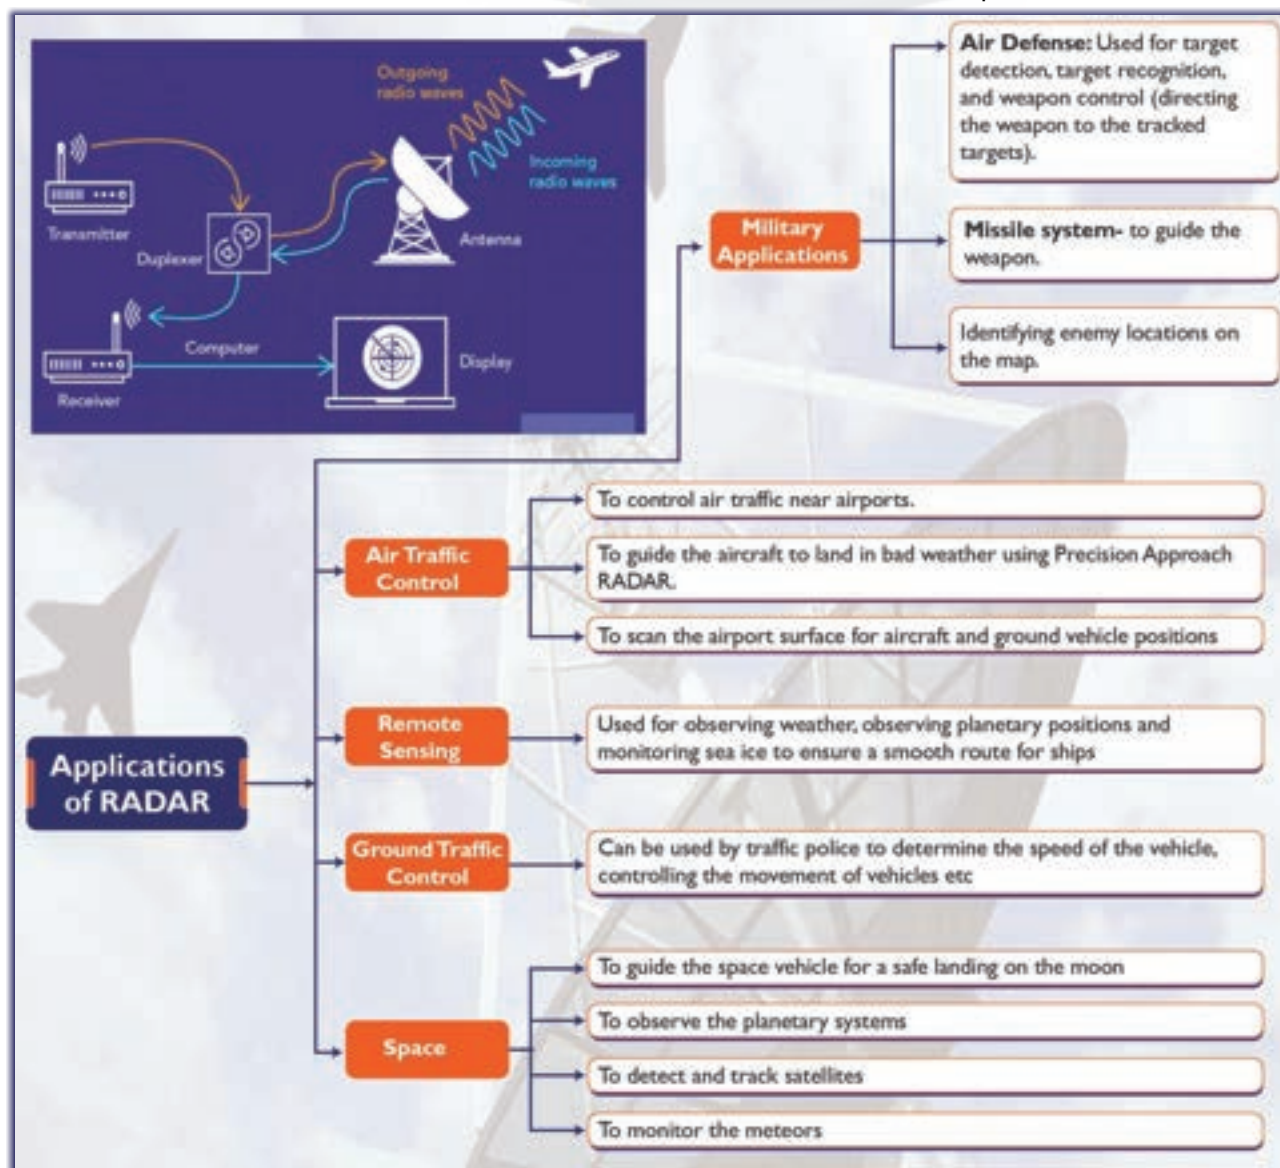 Outgoing
radio waves
Incoming
radio waves
Transmitter
Duplexer
Antenna
Computer
Receiver
Display
Military
Applications
Air Defense: Used for target
detection, target recognition,
and weapon control (directing
the weapon to the tracked
targets).
Missile system- to guide the
weapon.
Identifying enemy locations on
the map.
Applications
of RADAR
Air Traffic
Control
To control air traffic near airports.
To guide the aircraft to land in bad weather using Precision Approach
RADAR.
To scan the airport surface for aircraft and ground vehicle positions
Remote
Sensing
Used for observing weather, observing planetary positions and
monitoring sea ice to ensure a smooth route for ships
Ground Traffic
Control
Can be used by traffic police to determine the speed of the vehicle,
controlling the movement of vehicles etc
Space
To guide the space vehicle for a safe landing on the moon
To observe the planetary systems
To detect and track satellites
To monitor the meteors